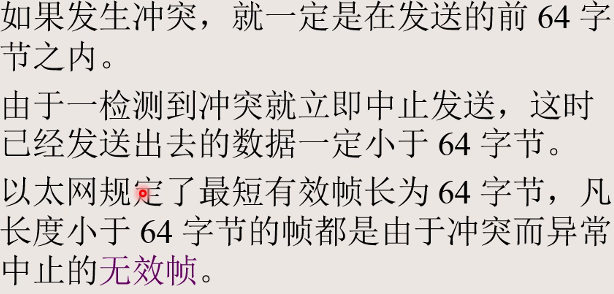 如果发生冲突，就一定是在发送的前 64 字
节之内。
由于一检测到冲突就立即中止发送，这时
已经发送出去的数据一定小于 64 字节。
以太网规定了最短有效帧长为 64 字节，凡
长度小于 64 字节的帧都是由于冲突而异常
中止的无效帧。